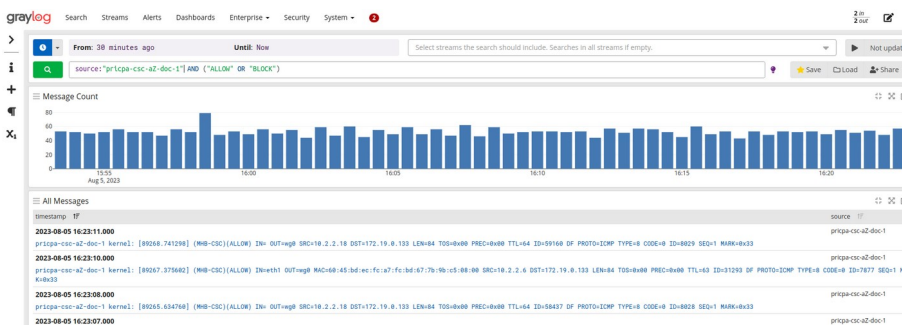 graylog Search Streams Alerts Dashboards Enterprise Security System 2 2 in
2 out
From: 30 minutes ago Until: Now Select streams the search should include. Searches in all streams if empty. Not updat
source:"pricpa-csc-aZ-doc-1" AND ("ALLOW" OR "BLOCK") Save Load Share
Message Count
80
60
40
20
0
15:55 16:00 16:05 16:10 16:15 16:20
Aug 5, 2023
All Messages
timestamp source
2023-08-05 16:23:11.000 pricpa-csc-aZ-doc-1
pricpa-csc-aZ-doc-1 kernel: [89268.741298] (MHB-CSC)(ALLOW) IN= OUT=wg0 SRC=10.2.2.18 DST=172.19.0.133 LEN=84 TOS=0x00 PREC=0x00 TTL=64 ID=59160 DF PROTO=ICMP TYPE=8 CODE=0 ID=8029 SEQ=1 MARK=0x33
2023-08-05 16:23:10.000 pricpa-csc-aZ-doc-1
pricpa-csc-aZ-doc-1 kernel: [89267.375602] (MHB-CSC)(ALLOW) IN=eth1 OUT=wg0 MAC=60:45:bd:ec:fc:a7:fc:bd:67:7b:9b:c5:08:00 SRC=10.2.2.6 DST=172.19.0.133 LEN=84 TOS=0x00 PREC=0x00 TTL=63 ID=31293 DF PROTO=ICMP TYPE=8 CODE=0 ID=7877 SEQ=1
K=0x33
2023-08-05 16:23:08.000 pricpa-csc-aZ-doc-1
pricpa-csc-aZ-doc-1 kernel: [89265.634760] (MHB-CSC)(ALLOW) IN= OUT=wg0 SRC=10.2.2.18 DST=172.19.0.133 LEN=84 TOS=0x00 PREC=0x00 TTL=64 ID=58437 DF PROTO=ICMP TYPE=8 CODE=0 ID=8028 SEQ=1 MARK=0x33
2023-08-05 16:23:07.000 pricpa-csc-aZ-doc-1